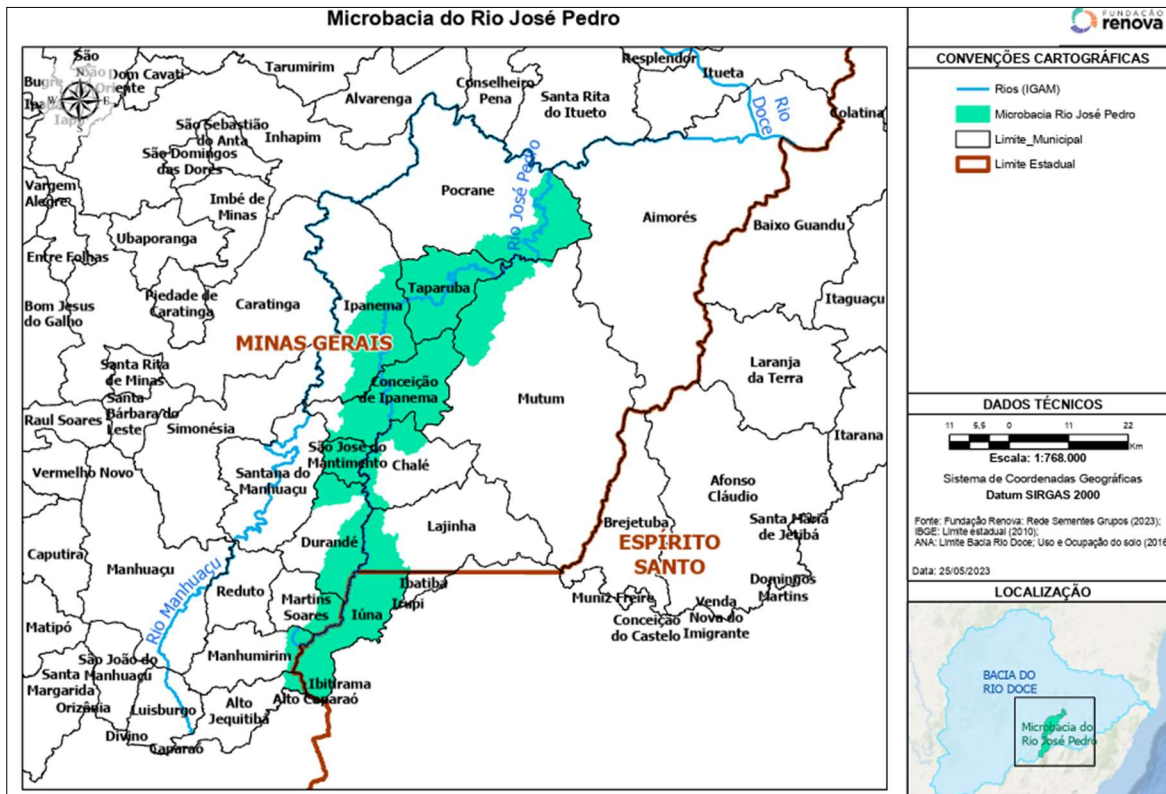 Microbacia do Rio José Pedro
FUNDAÇÃO
renova
CONVENÇÕES CARTOGRÁFICAS
Rios (IGAM)
Microbacia Rio José Pedro
Limite_Municipal
Limite Estadual
São
Dom Cavati
Tarumirim
Alvarenga
Conselheiro
Pena
Santa Rita
do Itueto
Resplendor
Itueta
Rio
Doce
Colatina
N
W
E
S
São Sebastião
do Anta
Inhapim
São Domingos
das Dores
Vargem
Alegre
Imbé de
Minas
Pocrane
Rio José Pedro
Aimorés
Baixo Guandu
Ubaporanga
Entre Folhas
Bom Jesus
do Galho
Piedade de
Caratinga
Caratinga
Ipanema
Taparuba
Itaguaçu
MINAS GERAIS
Santa Rita
de Minas
Santa
Bárbara do
Leste
Raul Soares
Simonésia
Conceição
de Ipanema
Mutum
Laranja
da Terra
Itarana
Vermelho Novo
Santana do
Manhuaçu
São José do
Mantimento
Chalé
Afonso
Cláudio
Caputira
Manhuaçu
Durandé
Lajinha
Brejetuba
Santa Maria
de Jetibá
ESPÍRITO
SANTO
Reduto
Martins
Soares
Iúna
Ibatiba
Irupi
Muniz Freire
Conceição
do Castelo
Venda
Nova do
Imigrante
Domingos
Martins
Rio Manhuaçu
Matipó
São João do
Manhuaçu
Manhumirim
Santa
Margarida
Orizânia
Luisburgo
Alto
Jequitibá
Ibitirama
Alto Caparaó
Divino
Caparaó
DADOS TÉCNICOS
11 5,5 0 11 22
Km
Escala: 1:768.000
Sistema de Coordenadas Geográficas
Datum SIRGAS 2000
Fonte: Fundação Renova: Rede Sementes Grupos (2023);
IBGE: Limite estadual (2010);
ANA: Limite Bacia Rio Doce; Uso e Ocupação do solo (2016
Data: 25/05/2023
LOCALIZAÇÃO
BACIA DO
RIO DOCE
Microbacia do
Rio José Pedro